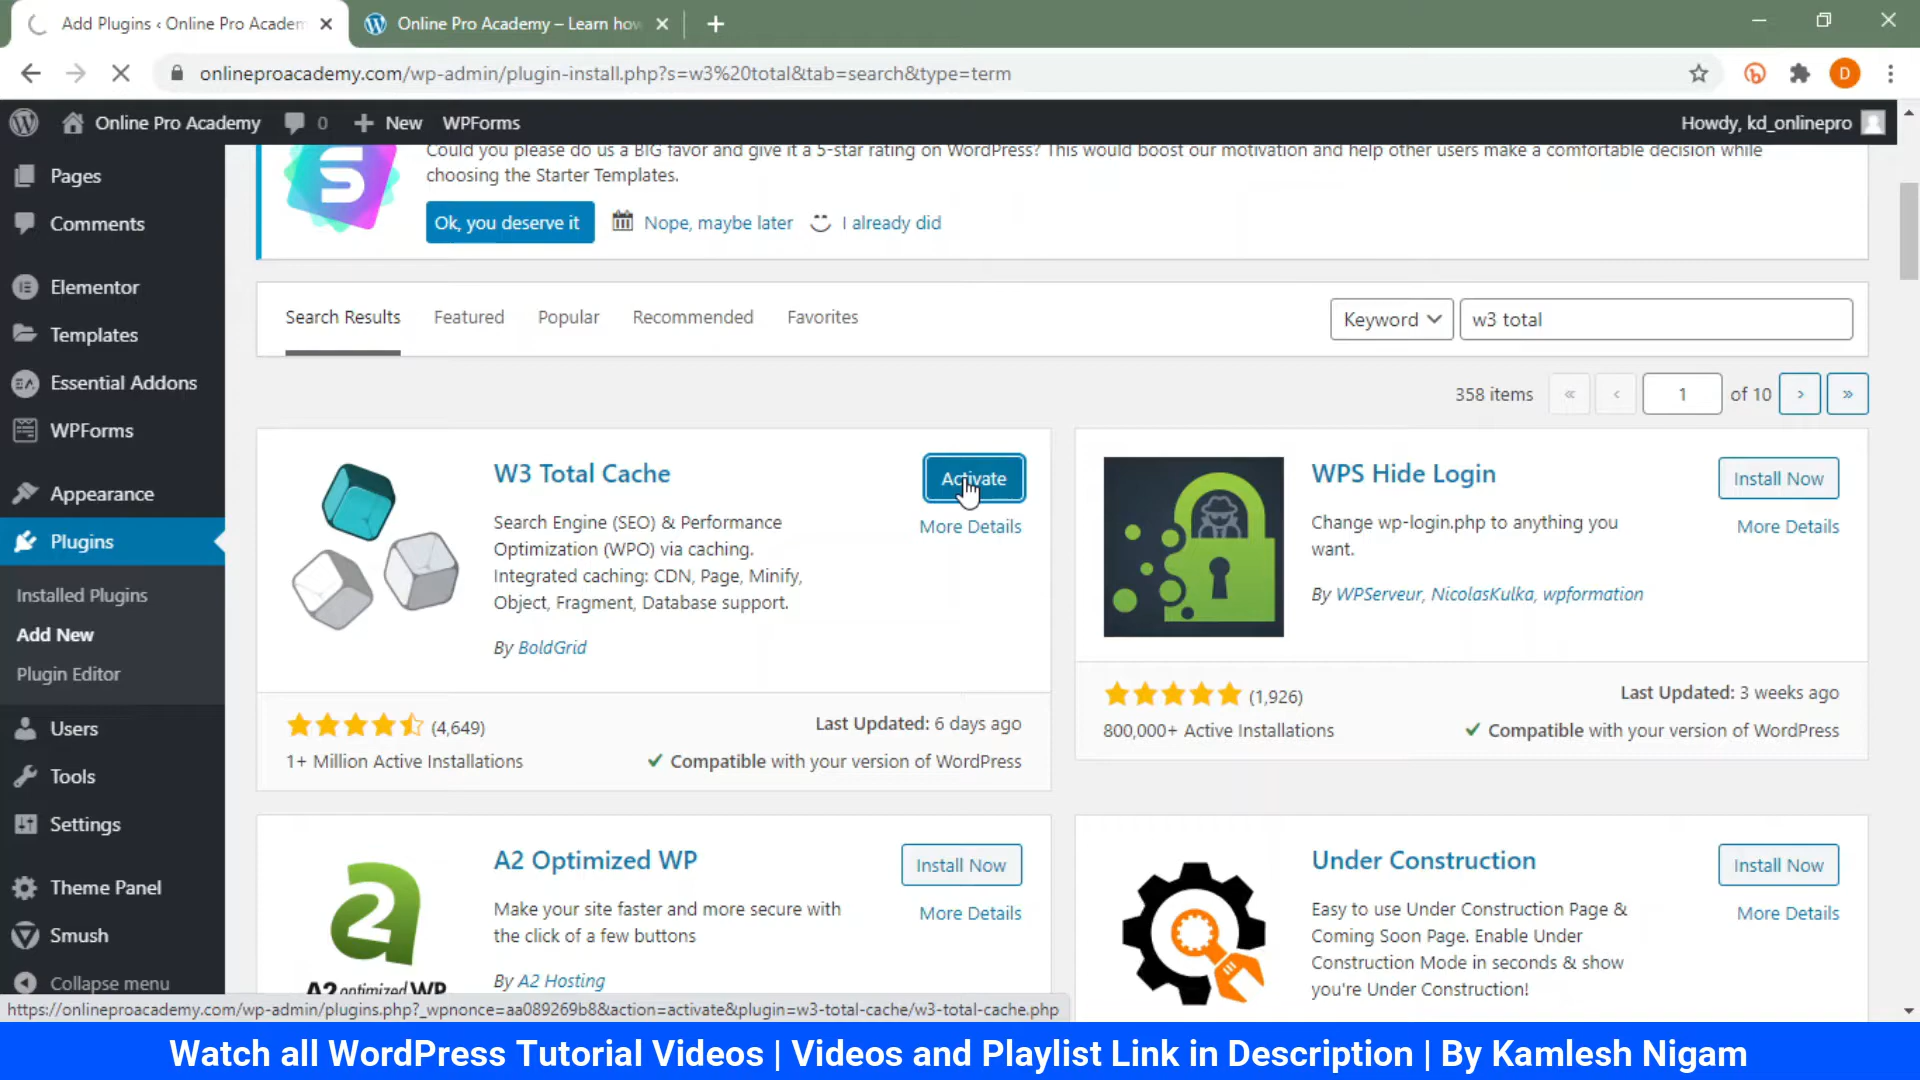 Add Plugins ‹ Online Pro Academ
Online Pro Academy – Learn how
onlineproacademy.com/wp-admin/plugin-install.php?s=w3%20total&tab=search&type=term
D
Online Pro Academy
0
New
WPForms
Howdy, kd_onlinepro
Pages
Comments
Elementor
Templates
Essential Addons
WPForms
Appearance
Plugins
Installed Plugins
Add New
Plugin Editor
Users
Tools
Settings
Theme Panel
Smush
Collapse menu
Could you please do us a BIG favor and give it a 5-star rating on WordPress? This would boost our motivation and help other users make a comfortable decision while
choosing the Starter Templates.
Ok, you deserve it
Nope, maybe later
I already did
Search Results
Featured
Popular
Recommended
Favorites
Keyword
w3 total
358 items
«
‹
1
of 10
›
»
W3 Total Cache
Activate
More Details
Search Engine (SEO) & Performance
Optimization (WPO) via caching.
Integrated caching: CDN, Page, Minify,
Object, Fragment, Database support.
By BoldGrid
(4,649)
1+ Million Active Installations
Last Updated: 6 days ago
Compatible with your version of WordPress
WPS Hide Login
Install Now
More Details
Change wp-login.php to anything you
want.
By WPServeur, NicolasKulka, wpformation
(1,926)
800,000+ Active Installations
Last Updated: 3 weeks ago
Compatible with your version of WordPress
A2 Optimized WP
Install Now
More Details
Make your site faster and more secure with
the click of a few buttons
By A2 Hosting
A2 optimized WP
Under Construction
Install Now
More Details
Easy to use Under Construction Page &
Coming Soon Page. Enable Under
Construction Mode in seconds & show
you're Under Construction!
https://onlineproacademy.com/wp-admin/plugins.php?_wpnonce=aa089269b8&action=activate&plugin=w3-total-cache/w3-total-cache.php
Watch all WordPress Tutorial Videos | Videos and Playlist Link in Description | By Kamlesh Nigam